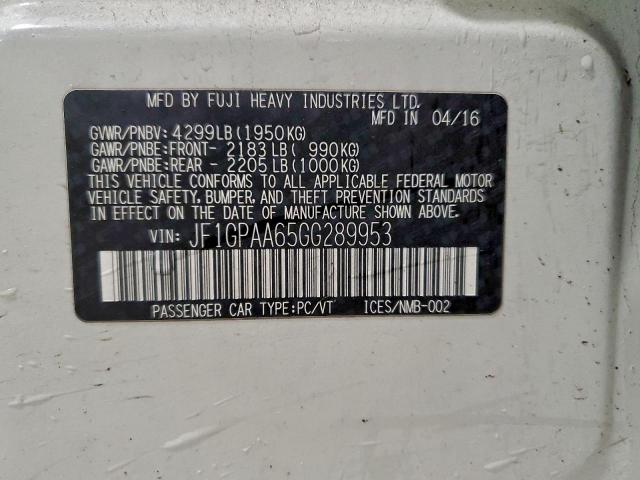 MFD BY FUJI HEAVY INDUSTRIES LTD.
MFD IN 04/16
GVWR/PNBV: 4299LB(1950KG)
GAWR/PNBE:FRONT- 2183LB( 990KG)
GAWR/PNBE:REAR - 2205LB(1000KG)
THIS VEHICLE CONFORMS TO ALL APPLICABLE FEDERAL MOTOR
VEHICLE SAFETY, BUMPER, AND THEFT PREVENTION STANDARDS
IN EFFECT ON THE DATE OF MANUFACTURE SHOWN ABOVE.
VIN: JF1GPAA65GG289953
PASSENGER CAR TYPE:PC/VT ICES/NMB-002